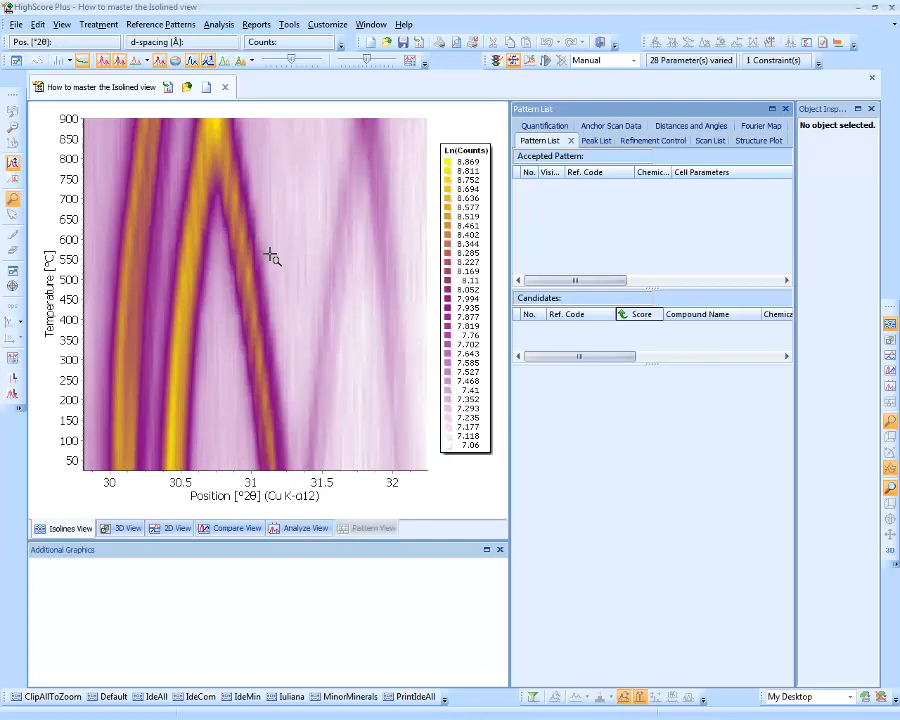 HighScore Plus - How to master the Isolined view
File Edit View Treatment Reference Patterns Analysis Reports Tools Customize Window Help
Pos. [°2θ]: d-spacing [Å]: Counts:
Manual 28 Parameter(s) varied 1 Constraint(s)
How to master the Isolined view
Pattern List
Object Insp...
No object selected.
Quantification Anchor Scan Data Distances and Angles Fourier Map
Pattern List Peak List Refinement Control Scan List Structure Plot
Accepted Pattern:
No. Visi... Ref. Code Chemic... Cell Parameters
Candidates:
No. Ref. Code Score Compound Name Chemica
900
850
800
750
700
650
600
550
500
450
400
350
300
250
200
150
100
50
Temperature [°C]
30 30.5 31 31.5 32
Position [°2θ] (Cu K-α12)
Ln(Counts)
8.869
8.811
8.752
8.694
8.636
8.577
8.519
8.461
8.402
8.344
8.285
8.227
8.169
8.11
8.052
7.994
7.935
7.877
7.819
7.76
7.702
7.643
7.585
7.527
7.468
7.41
7.352
7.293
7.235
7.177
7.118
7.06
Isolines View 3D View 2D View Compare View Analyze View Pattern View
Additional Graphics
3D
ClipAllToZoom Default IdeAll IdeCom IdeMin Iuliana MinorMinerals PrintIdeAll
My Desktop